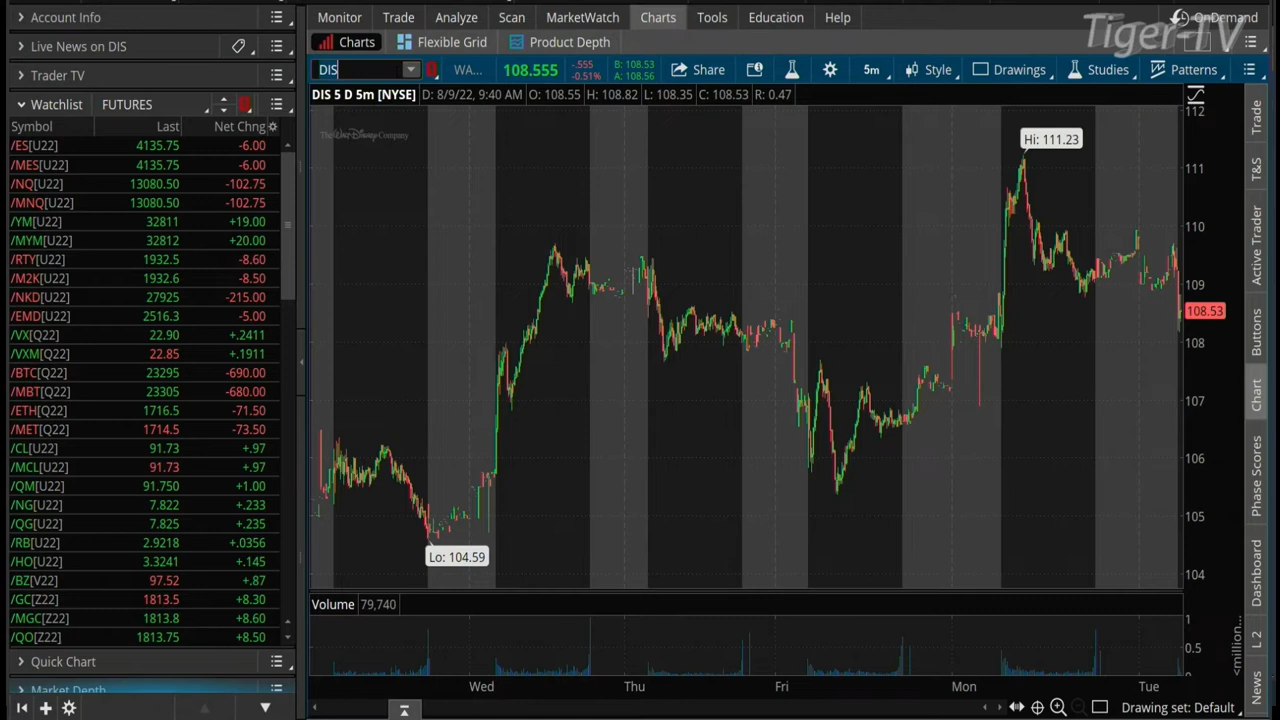 Account Info
Live News on DIS
Trader TV
Watchlist FUTURES
Symbol Last Net Chng
/ES[U22] 4135.75 -6.00
/MES[U22] 4135.75 -6.00
/NQ[U22] 13080.50 -102.75
/MNQ[U22] 13080.50 -102.75
/YM[U22] 32811 +19.00
/MYM[U22] 32812 +20.00
/RTY[U22] 1932.5 -8.60
/M2K[U22] 1932.6 -8.50
/NKD[U22] 27925 -215.00
/EMD[U22] 2516.3 -5.00
/VX[Q22] 22.90 +.2411
/VXM[Q22] 22.85 +.1911
/BTC[Q22] 23295 -690.00
/MBT[Q22] 23305 -680.00
/ETH[Q22] 1716.5 -71.50
/MET[Q22] 1714.5 -73.50
/CL[U22] 91.73 +.97
/MCL[U22] 91.73 +.97
/QM[U22] 91.750 +1.00
/NG[U22] 7.822 +.233
/QG[U22] 7.825 +.235
/RB[U22] 2.9218 +.0356
/HO[U22] 3.3241 +.145
/BZ[V22] 97.52 +.87
/GC[Z22] 1813.5 +8.30
/MGC[Z22] 1813.8 +8.60
/QO[Z22] 1813.75 +8.50
Quick Chart
Market Depth
Monitor Trade Analyze Scan MarketWatch Charts Tools Education Help
OnDemand
Tiger-TV
Charts Flexible Grid Product Depth
DIS WA... 108.555 -.555 -0.51% B: 108.53 A: 108.56 Share 5m Style Drawings Studies Patterns
DIS 5 D 5m [NYSE] D: 8/9/22, 9:40 AM O: 108.55 H: 108.82 L: 108.35 C: 108.53 R: 0.47
The Walt Disney Company
Hi: 111.23
Lo: 104.59
112
111
110
109
108.53
108
107
106
105
104
Volume 79,740
1
0.5
0
<million...
Wed Thu Fri Mon Tue
Drawing set: Default
Trade
T&S
Active Trader
Buttons
Chart
Phase Scores
Dashboard
L 2
News